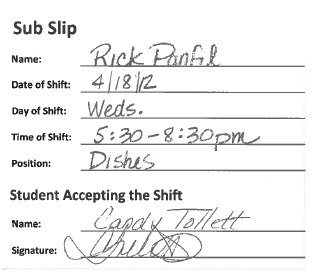 Sub Slip
Name: Rick Panfil
Date of Shift: 4/18/12
Day of Shift: Weds.
Time of Shift: 5:30-8:30pm
Position: Dishes
Student Accepting the Shift
Name: Candy Tollett
Signature: